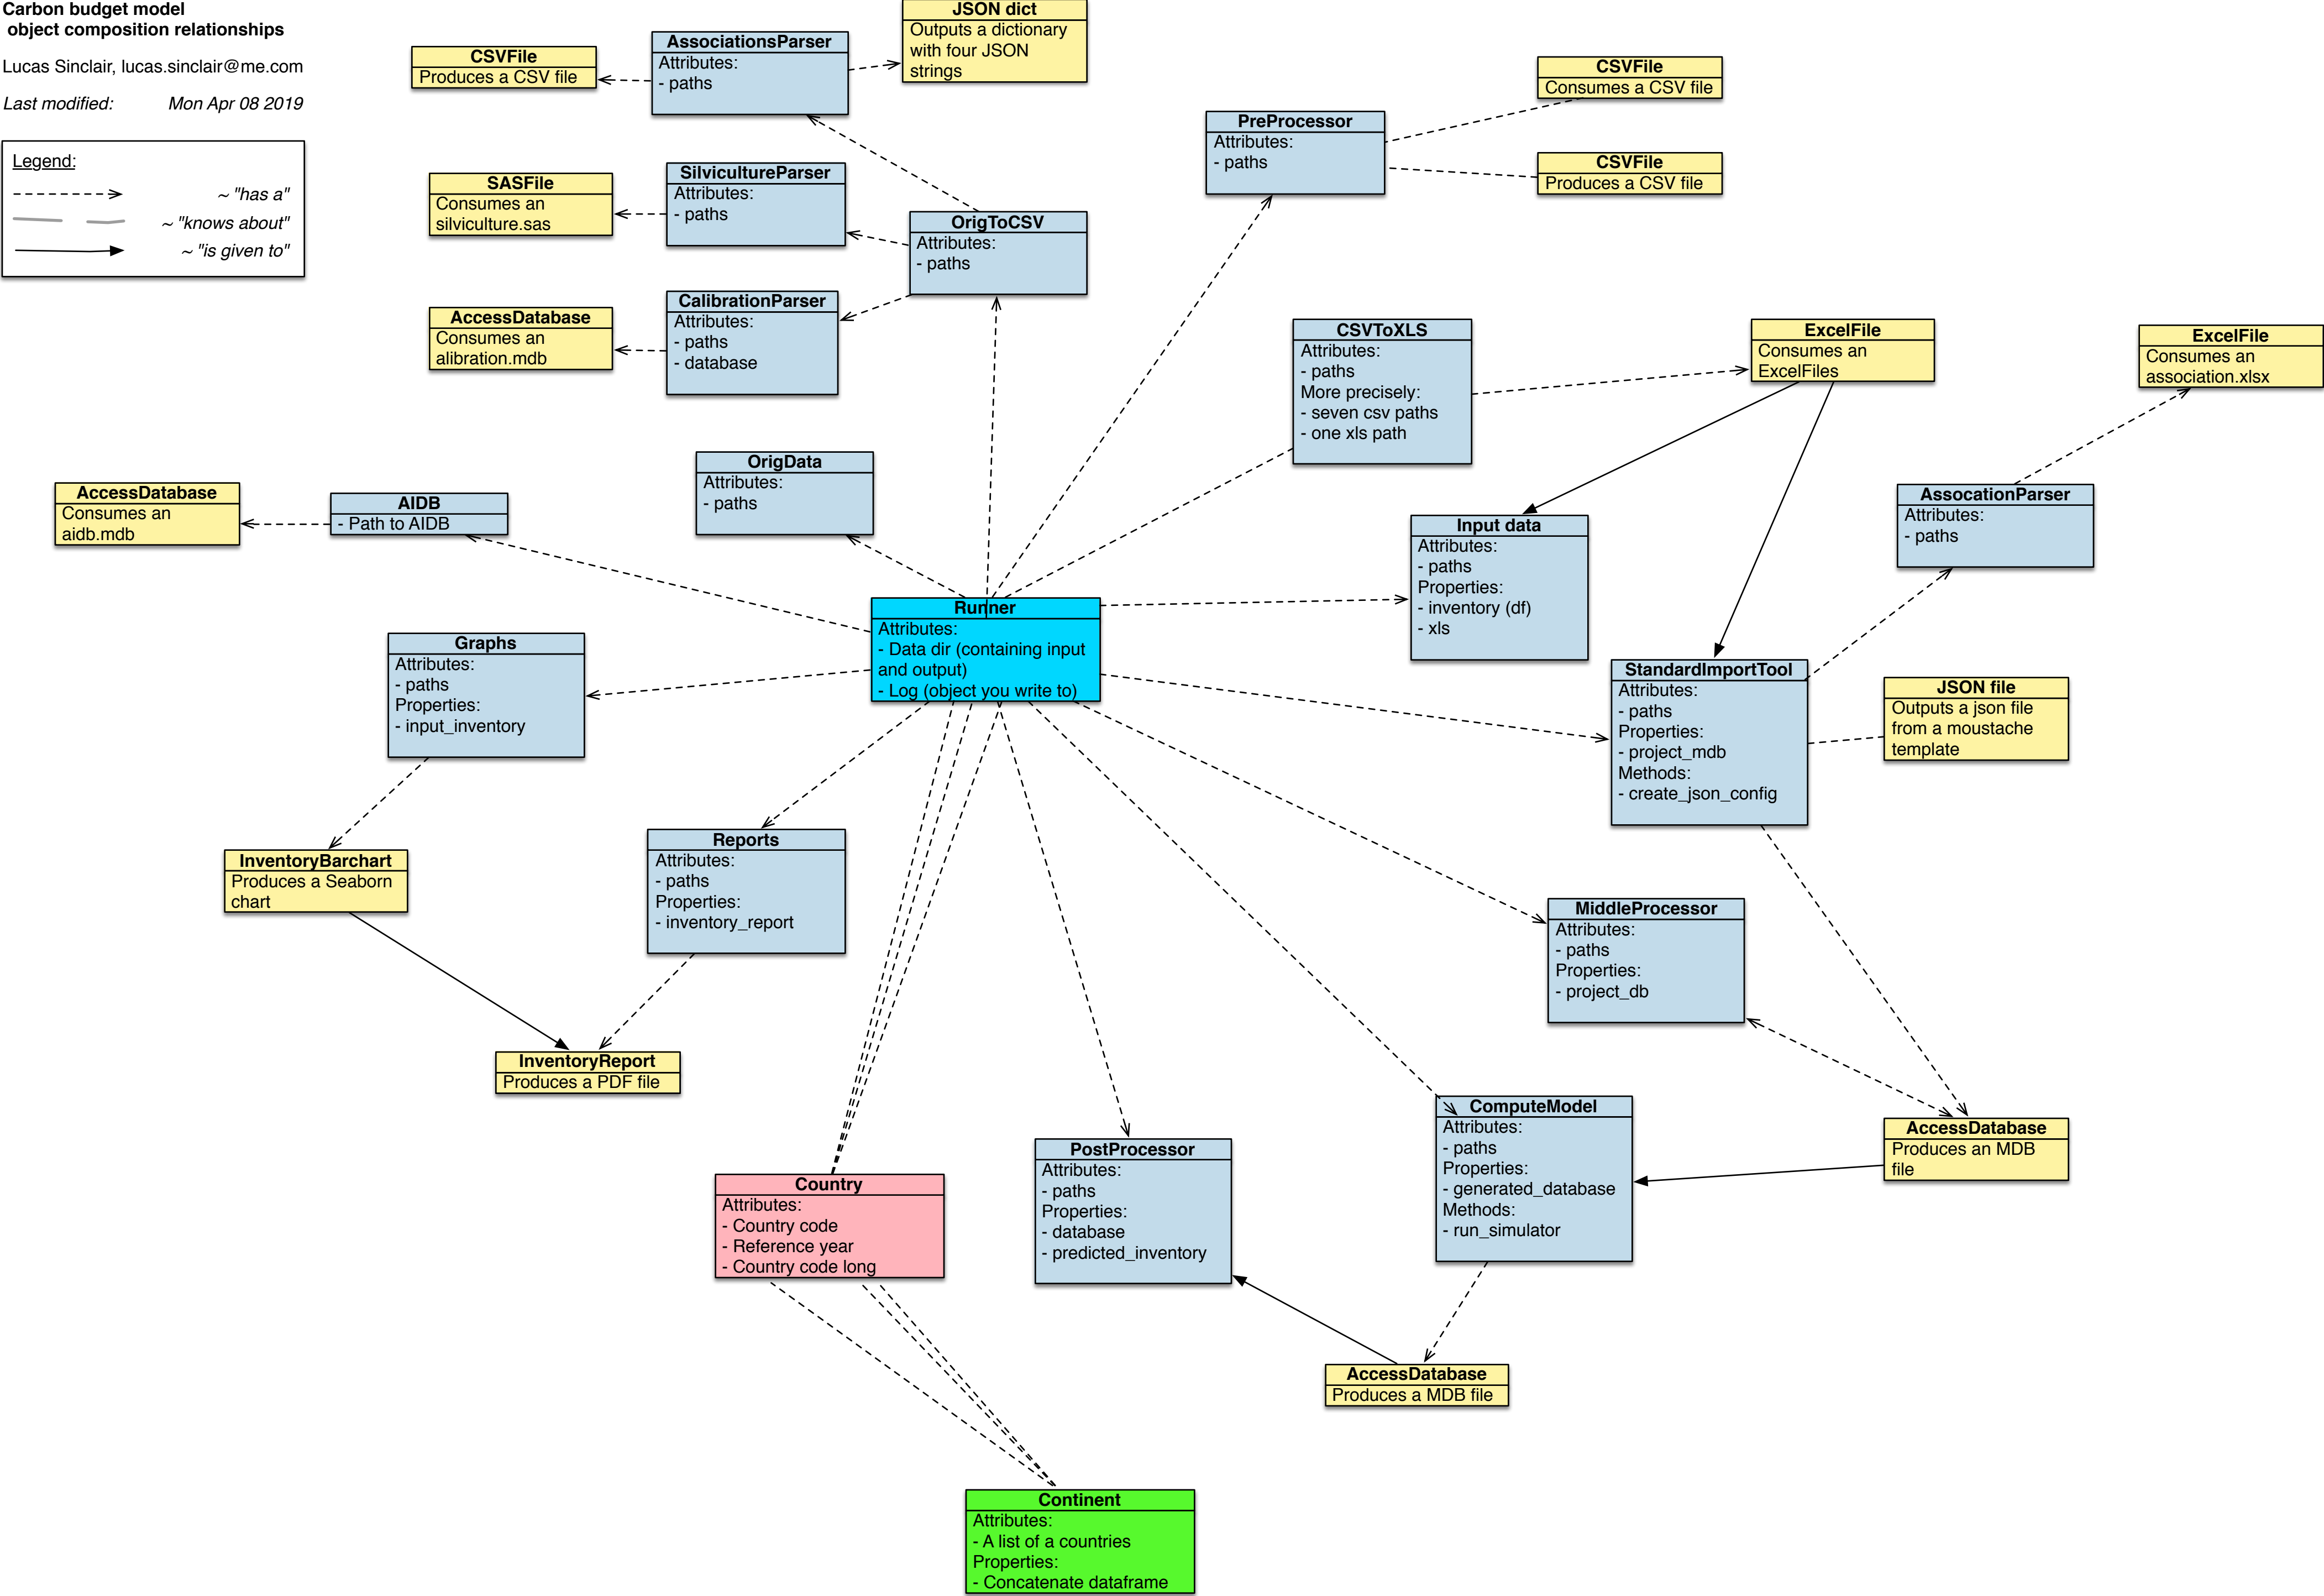 Carbon budget model
object composition relationships
Lucas Sinclair, lucas.sinclair@me.com
Last modified: Mon Apr 08 2019
Legend:
~ "has a"
~ "knows about"
~ "is given to"
CSVFile
Produces a CSV file
AssociationsParser
Attributes:
- paths
JSON dict
Outputs a dictionary
with four JSON
strings
PreProcessor
Attributes:
- paths
CSVFile
Consumes a CSV file
CSVFile
Produces a CSV file
SASFile
Consumes an
silviculture.sas
SilvicultureParser
Attributes:
- paths
OrigToCSV
Attributes:
- paths
AccessDatabase
Consumes an
alibration.mdb
CalibrationParser
Attributes:
- paths
- database
CSVToXLS
Attributes:
- paths
More precisely:
- seven csv paths
- one xls path
ExcelFile
Consumes an
ExcelFiles
ExcelFile
Consumes an
association.xlsx
AccessDatabase
Consumes an
aidb.mdb
AIDB
- Path to AIDB
OrigData
Attributes:
- paths
Input data
Attributes:
- paths
Properties:
- inventory (df)
- xls
AssocationParser
Attributes:
- paths
Runner
Attributes:
- Data dir (containing input
and output)
- Log (object you write to)
Graphs
Attributes:
- paths
Properties:
- input_inventory
StandardImportTool
Attributes:
- paths
Properties:
- project_mdb
Methods:
- create_json_config
JSON file
Outputs a json file
from a moustache
template
InventoryBarchart
Produces a Seaborn
chart
Reports
Attributes:
- paths
Properties:
- inventory_report
MiddleProcessor
Attributes:
- paths
Properties:
- project_db
InventoryReport
Produces a PDF file
Country
Attributes:
- Country code
- Reference year
- Country code long
PostProcessor
Attributes:
- paths
Properties:
- database
- predicted_inventory
ComputeModel
Attributes:
- paths
Properties:
- generated_database
Methods:
- run_simulator
AccessDatabase
Produces an MDB
file
AccessDatabase
Produces a MDB file
Continent
Attributes:
- A list of a countries
Properties:
- Concatenate dataframe